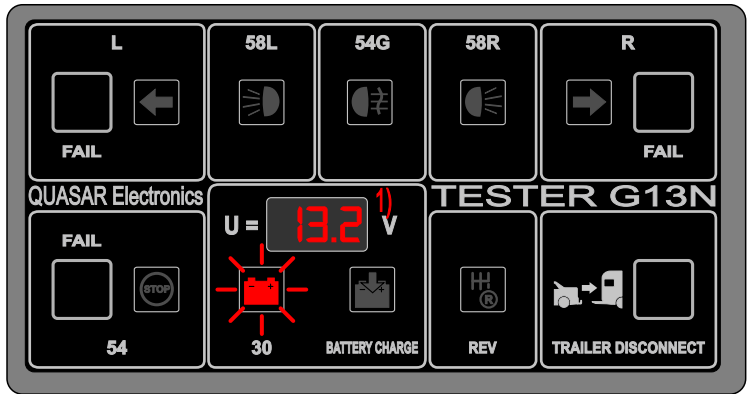 L
58L
54G
58R
R
FAIL
FAIL
QUASAR Electronics
TESTER G13N
FAIL
U = 13.2 1) V
STOP
R
54
30
BATTERY CHARGE
REV
TRAILER DISCONNECT